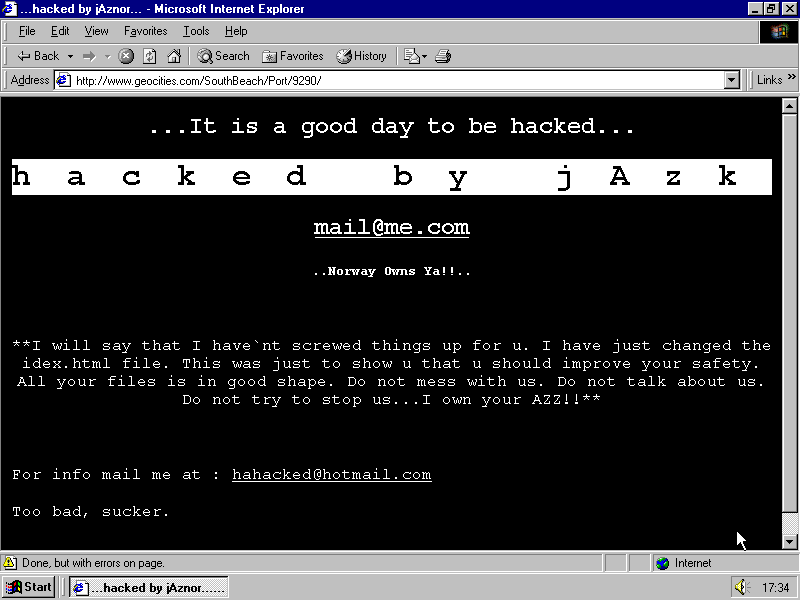 ...hacked by jAznor... - Microsoft Internet Explorer
File Edit View Favorites Tools Help
Back Search Favorites History
Address http://www.geocities.com/SouthBeach/Port/9290/ Links »
...It is a good day to be hacked...
h a c k e d b y j A z k
mail@me.com
..Norway Owns Ya!!..
**I will say that I have`nt screwed things up for u. I have just changed the
idex.html file. This was just to show u that u should improve your safety.
All your files is in good shape. Do not mess with us. Do not talk about us.
Do not try to stop us...I own your AZZ!!**
For info mail me at : hahacked@hotmail.com
Too bad, sucker.
Done, but with errors on page. Internet
Start ...hacked by jAznor...... 17:34